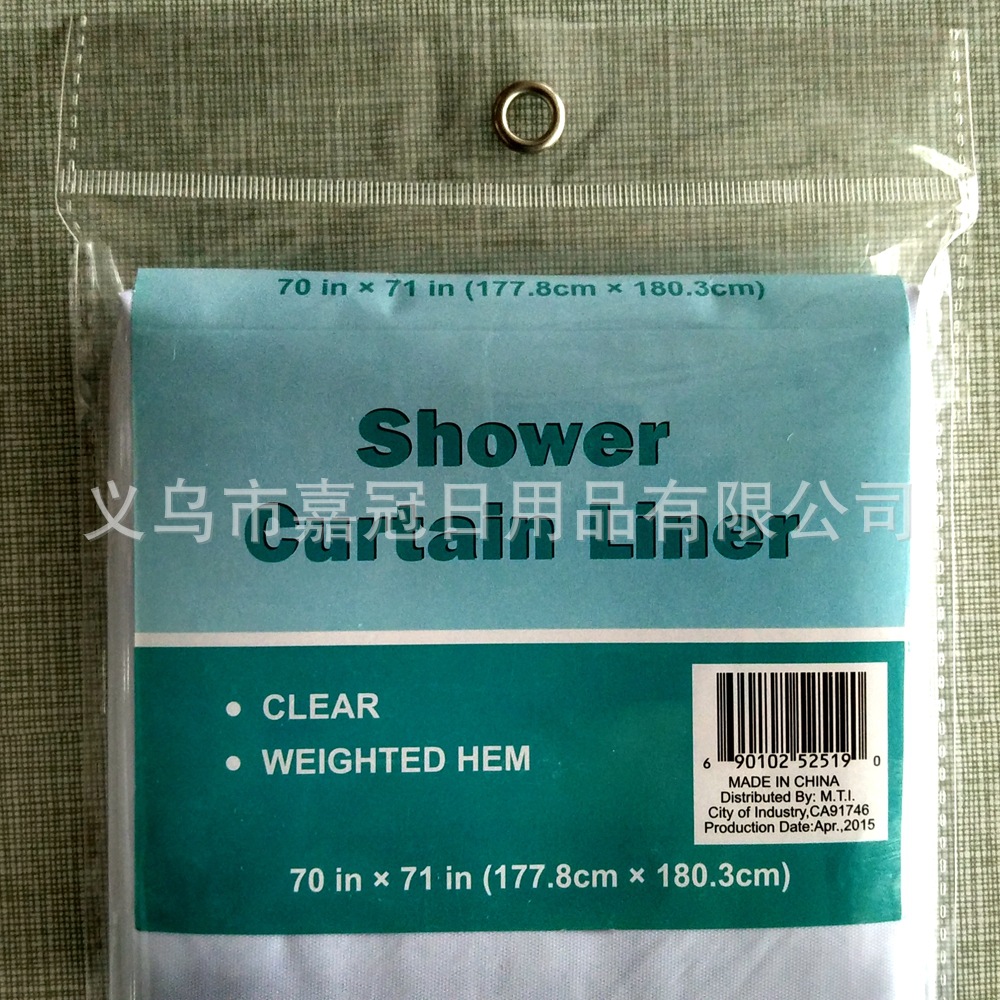 70 in × 71 in (177.8cm × 180.3cm)
Shower
义乌市嘉冠日用品有限公司
Curtain Liner
• CLEAR
• WEIGHTED HEM
6 90102 52519 0
MADE IN CHINA
Distributed By: M.T.I.
City of Industry,CA91746
Production Date:Apr.,2015
70 in × 71 in (177.8cm × 180.3cm)